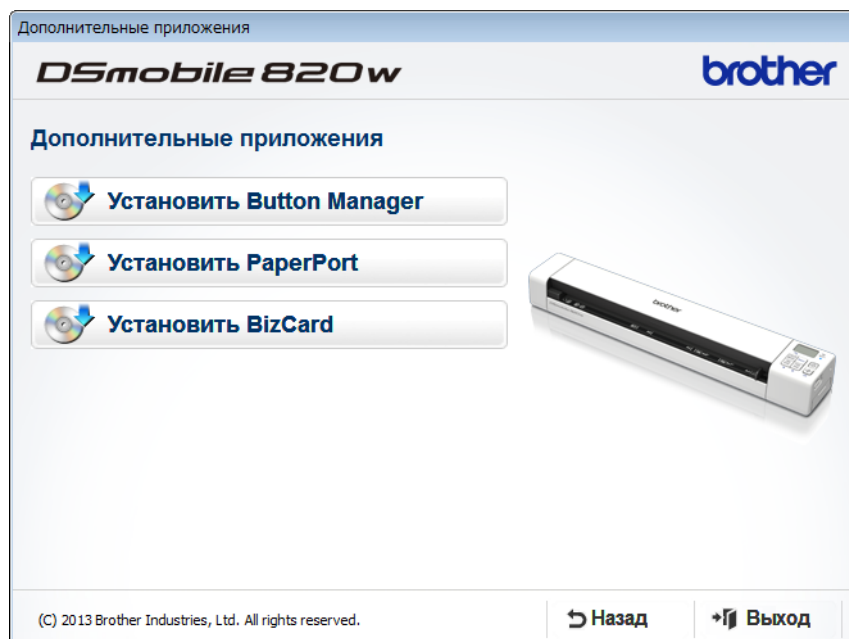 Дополнительные приложения
DSmobile 820w
brother
Дополнительные приложения
Установить Button Manager
Установить PaperPort
Установить BizCard
brother
(C) 2013 Brother Industries, Ltd. All rights reserved.
Назад
Выход